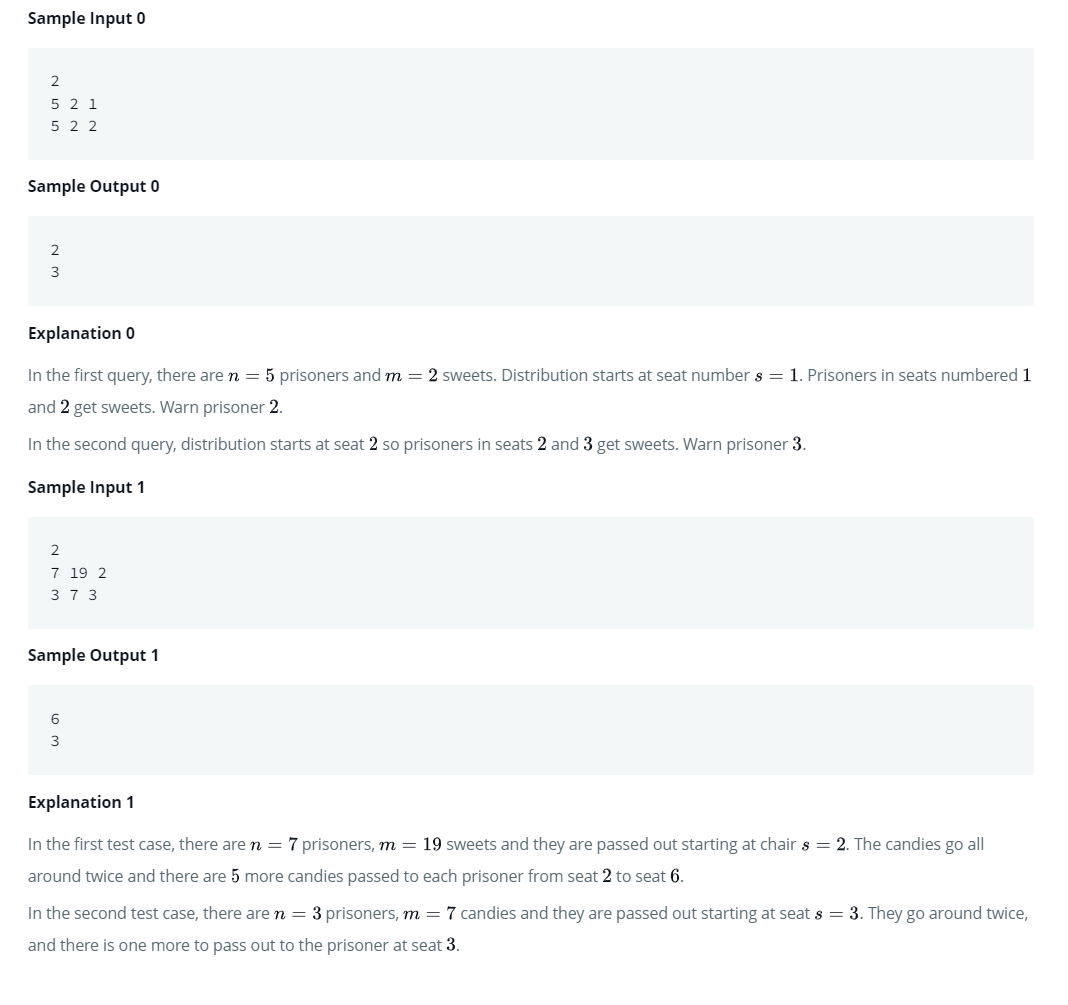 Sample Input 0
2
5 2 1
5 2 2
Sample Output 0
2
3
Explanation 0
In the first query, there are n = 5 prisoners and m = 2 sweets. Distribution starts at seat number s = 1. Prisoners in seats numbered 1
and 2 get sweets. Warn prisoner 2.
In the second query, distribution starts at seat 2 so prisoners in seats 2 and 3 get sweets. Warn prisoner 3.
Sample Input 1
2
7 19 2
3 7 3
Sample Output 1
6
3
Explanation 1
In the first test case, there are n = 7 prisoners, m = 19 sweets and they are passed out starting at chair s = 2. The candies go all
around twice and there are 5 more candies passed to each prisoner from seat 2 to seat 6.
In the second test case, there are n = 3 prisoners, m = 7 candies and they are passed out starting at seat s = 3. They go around twice,
and there is one more to pass out to the prisoner at seat 3.